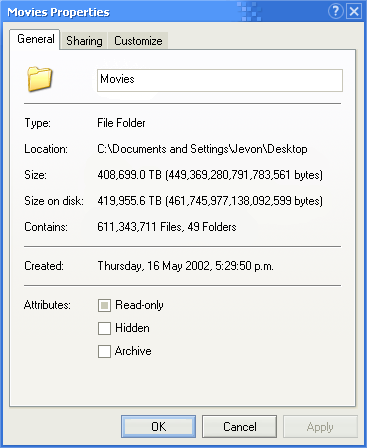 Movies Properties
General Sharing Customize
Movies
Type: File Folder
Location: C:\Documents and Settings\Jevon\Desktop
Size: 408,699.0 TB (449,369,280,791,783,561 bytes)
Size on disk: 419,955.6 TB (461,745,977,138,092,599 bytes)
Contains: 611,343,711 Files, 49 Folders
Created: Thursday, 16 May 2002, 5:29:50 p.m.
Attributes: Read-only
Hidden
Archive
OK Cancel Apply